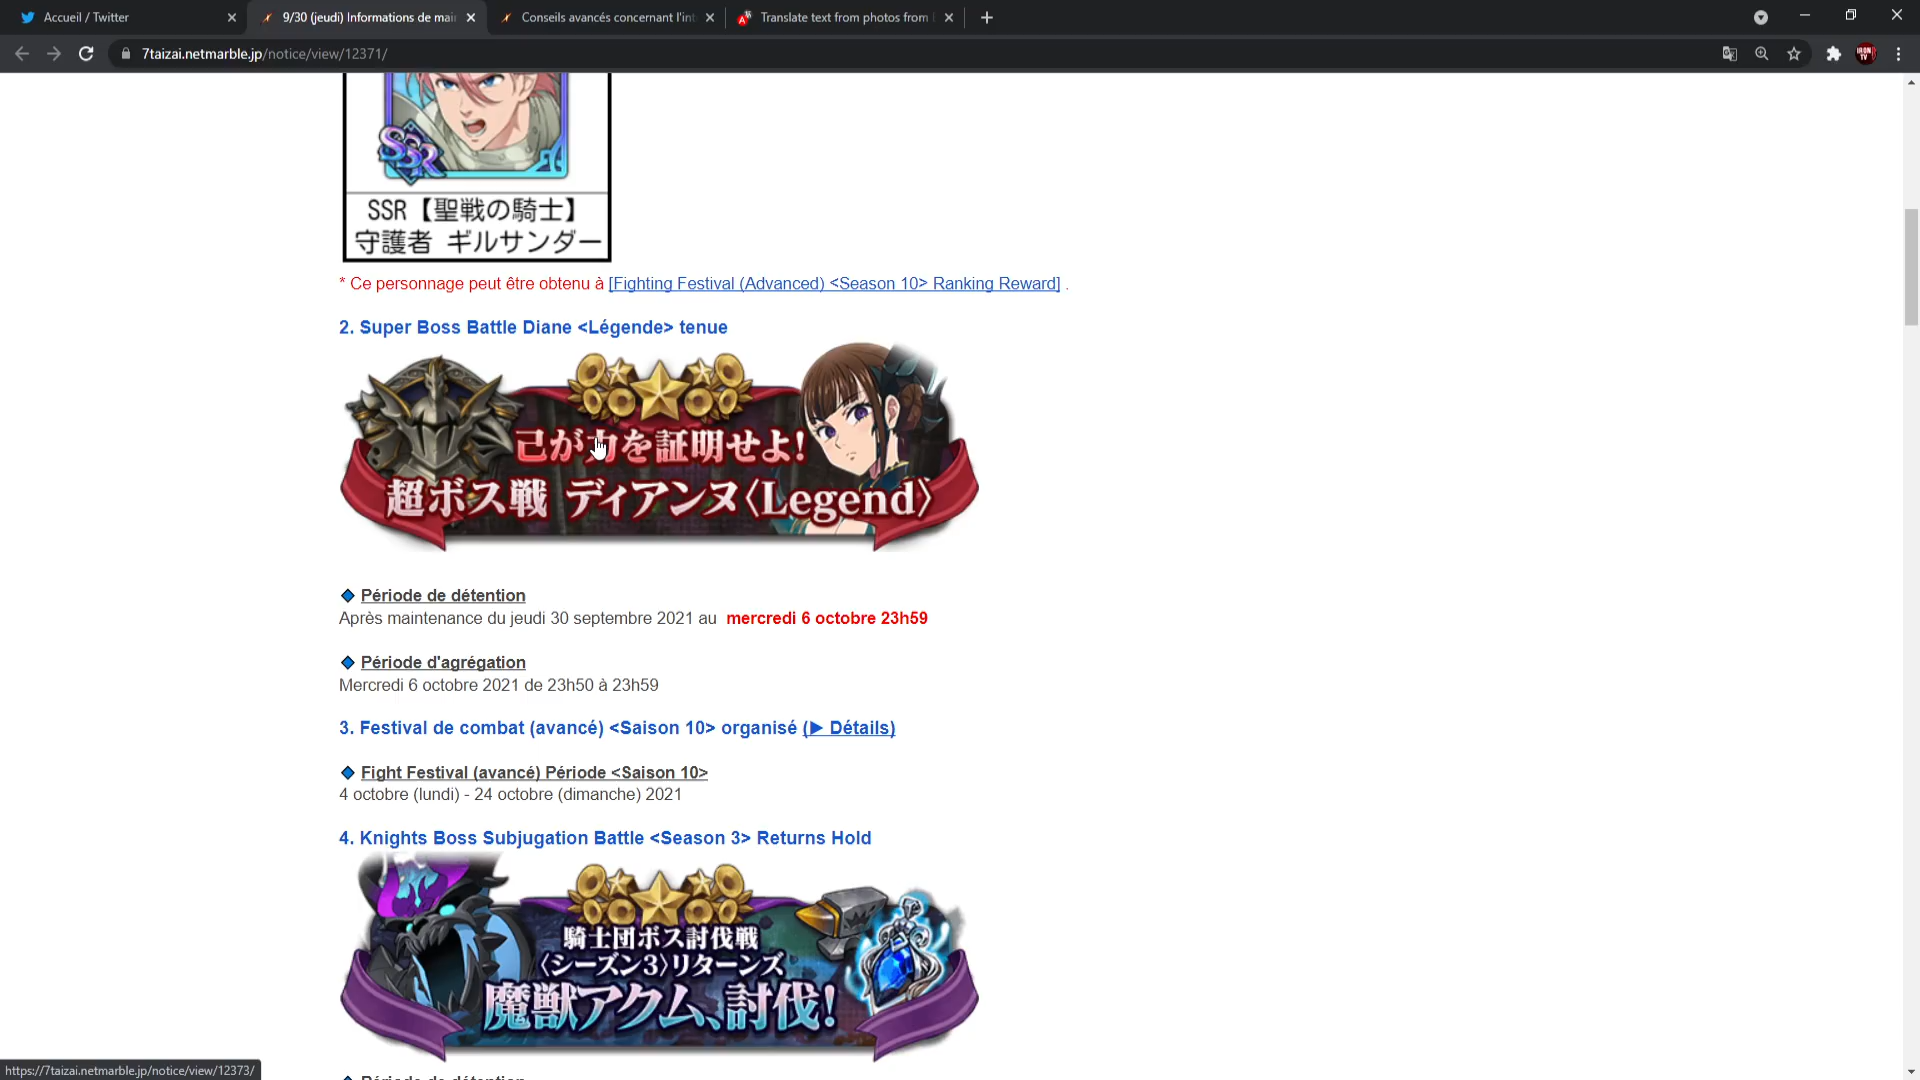 Accueil / Twitter
9/30 (jeudi) Informations de mai
Conseils avancés concernant l'int
Translate text from photos from
7taizai.netmarble.jp/notice/view/12371/
IRON TV
SSR
SSR【聖戦の騎士】
守護者 ギルサンダー
* Ce personnage peut être obtenu à [Fighting Festival (Advanced) <Season 10> Ranking Reward] .
2. Super Boss Battle Diane <Légende> tenue
己が力を証明せよ!
超ボス戦 ディアンヌ〈Legend〉
Période de détention
Après maintenance du jeudi 30 septembre 2021 au mercredi 6 octobre 23h59
Période d'agrégation
Mercredi 6 octobre 2021 de 23h50 à 23h59
3. Festival de combat (avancé) <Saison 10> organisé (▶ Détails)
Fight Festival (avancé) Période <Saison 10>
4 octobre (lundi) - 24 octobre (dimanche) 2021
4. Knights Boss Subjugation Battle <Season 3> Returns Hold
騎士団ボス討伐戦
〈シーズン3〉リターンズ
魔獣アクム、討伐!
Période de détention
https://7taizai.netmarble.jp/notice/view/12373/